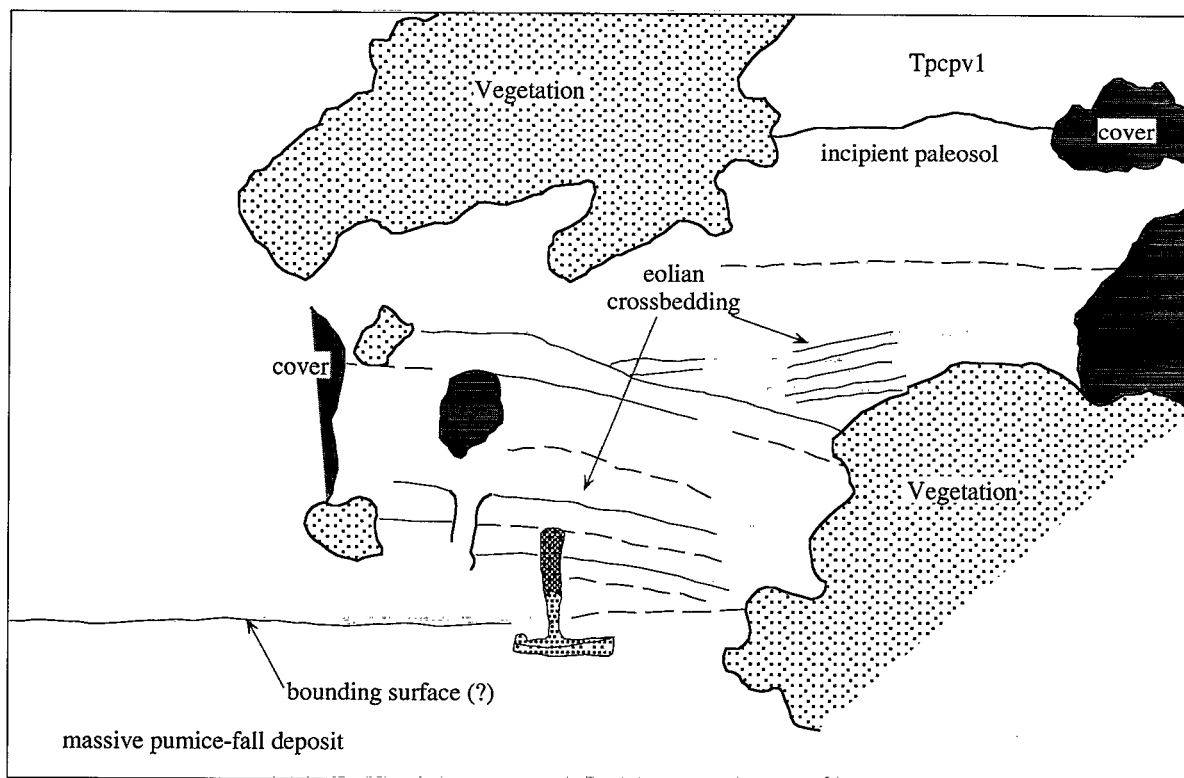 Tpcpv1
Vegetation
cover
incipient paleosol
eolian
crossbedding
cover
Vegetation
bounding surface (?)
massive pumice-fall deposit